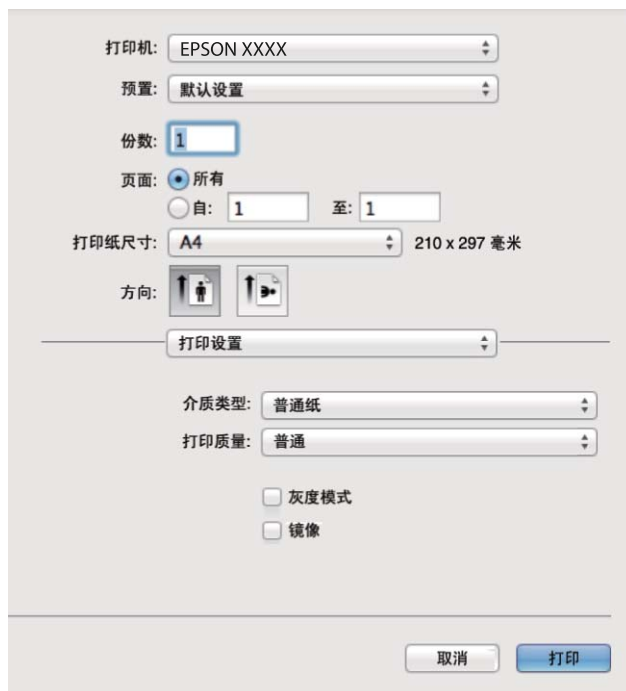 打印机: EPSON XXXX
预置: 默认设置
份数: 1
页面: 所有
自: 1 至: 1
打印纸尺寸: A4 210 x 297 毫米
方向:
打印设置
介质类型: 普通纸
打印质量: 普通
灰度模式
镜像
取消 打印